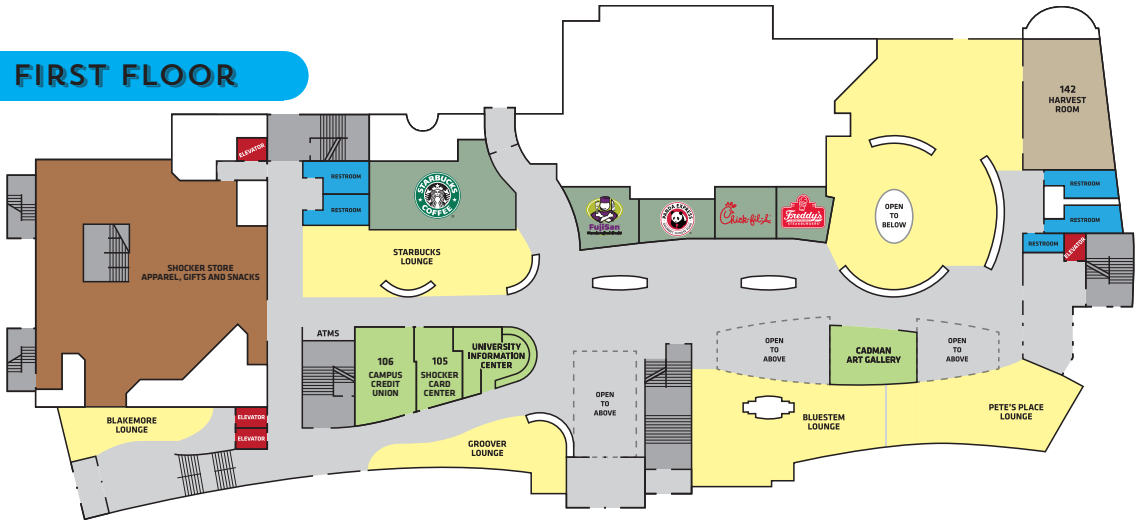 FIRST FLOOR
142
HARVEST
ROOM
ELEVATOR
RESTROOM
RESTROOM
STARBUCKS
COFFEE
FujiSan
PANDA EXPRESS
Chick-fil-A
Freddy's
STEAKBURGERS
OPEN
TO
BELOW
RESTROOM
RESTROOM
RESTROOM
ELEVATOR
STARBUCKS
LOUNGE
SHOCKER STORE
APPAREL, GIFTS AND SNACKS
ATMS
106
CAMPUS
CREDIT
UNION
105
SHOCKER
CARD
CENTER
UNIVERSITY
INFORMATION
CENTER
OPEN
TO
ABOVE
CADMAN
ART GALLERY
OPEN
TO
ABOVE
OPEN
TO
ABOVE
BLAKEMORE
LOUNGE
ELEVATOR
ELEVATOR
GROOVER
LOUNGE
BLUESTEM
LOUNGE
PETE'S PLACE
LOUNGE